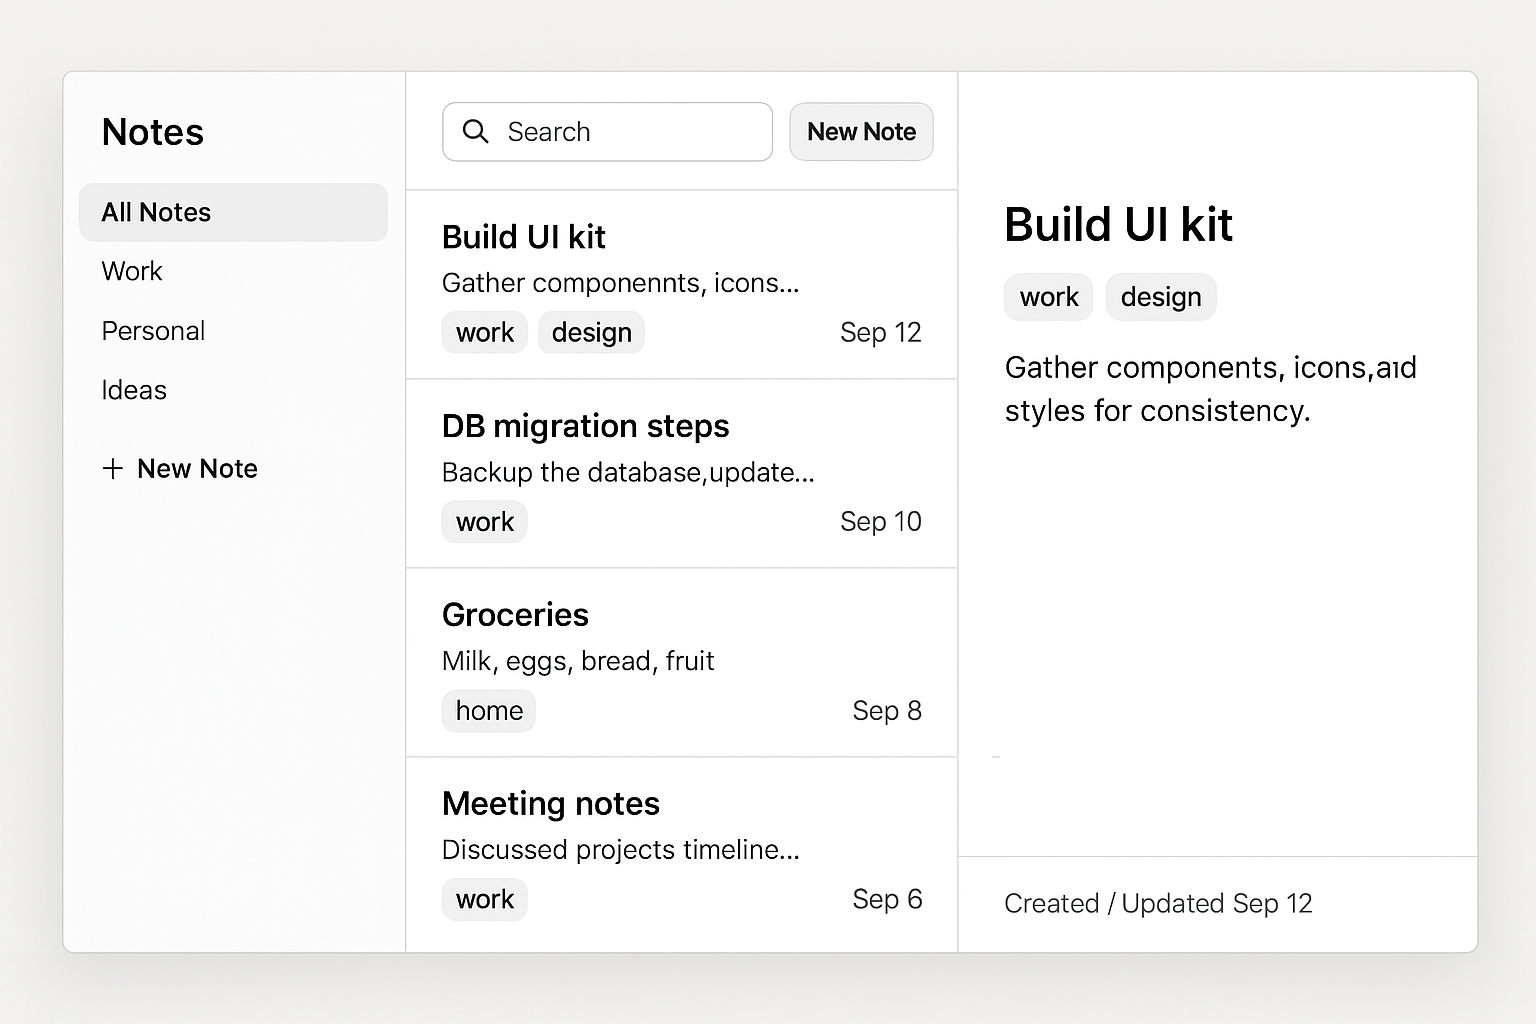 Notes
All Notes
Work
Personal
Ideas
+ New Note
Search
New Note
Build UI kit
Gather componennts, icons...
work design Sep 12
DB migration steps
Backup the database,update...
work Sep 10
Groceries
Milk, eggs, bread, fruit
home Sep 8
Meeting notes
Discussed projects timeline...
work Sep 6
Build UI kit
work design
Gather components, icons,aıd
styles for consistency.
Created / Updated Sep 12